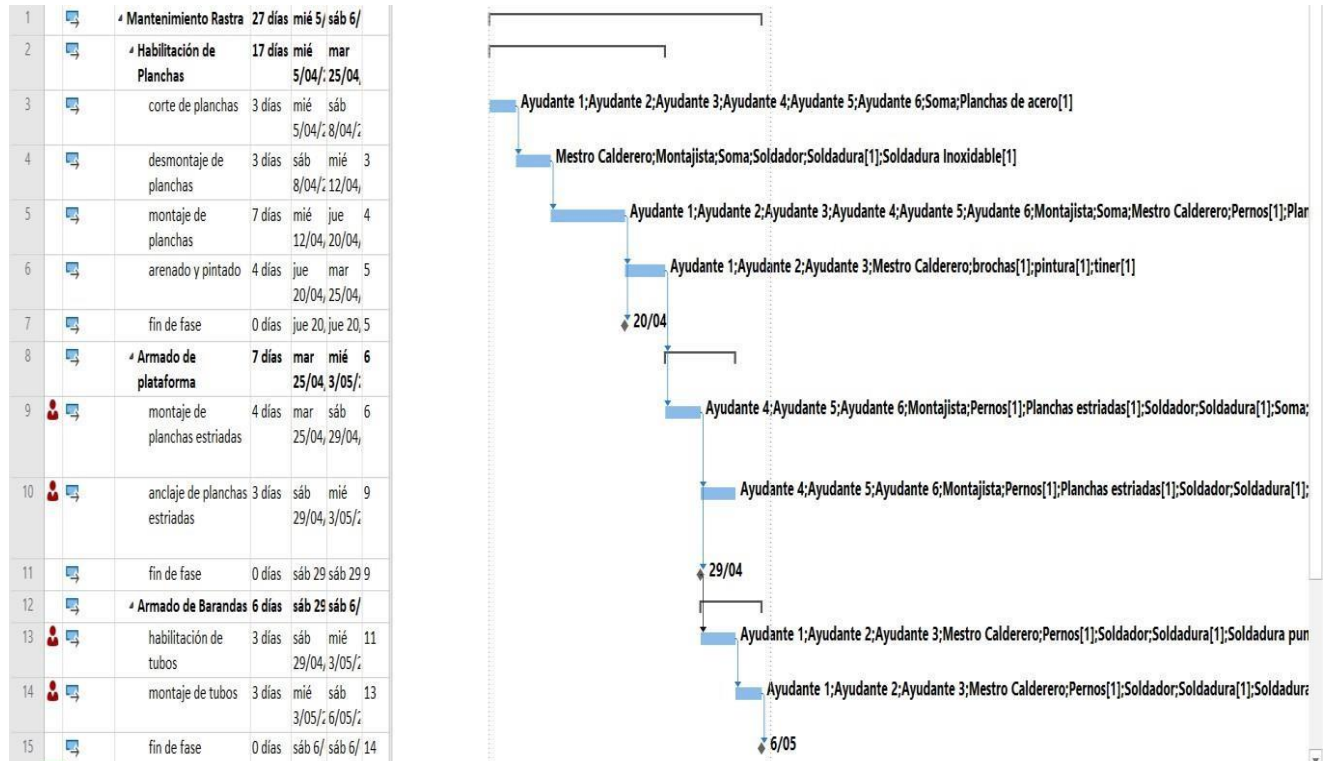 1 Mantenimiento Rastra 27 días mié 5/ sáb 6/
2 Habilitación de 17 días mié mar
Planchas 5/04/ 25/04/
3 corte de planchas 3 días mié sáb
5/04/2 8/04/2
Ayudante 1;Ayudante 2;Ayudante 3;Ayudante 4;Ayudante 5;Ayudante 6;Soma;Planchas de acero[1]
4 desmontaje de 3 días sáb mié 3
planchas 8/04/2 12/04/
Mestro Calderero;Montajista;Soma;Soldador;Soldadura[1];Soldadura Inoxidable[1]
5 montaje de 7 días mié jue 4
planchas 12/04/ 20/04/
Ayudante 1;Ayudante 2;Ayudante 3;Ayudante 4;Ayudante 5;Ayudante 6;Montajista;Soma;Mestro Calderero;Pernos[1];Plan
6 arenado y pintado 4 días jue mar 5
20/04/ 25/04/
Ayudante 1;Ayudante 2;Ayudante 3;Mestro Calderero;brochas[1];pintura[1];tiner[1]
7 fin de fase 0 días jue 20, jue 20, 5
20/04
8 Armado de 7 días mar mié 6
plataforma 25/04 3/05/
9 montaje de 4 días mar sáb 6
planchas estriadas 25/04/ 29/04/
Ayudante 4;Ayudante 5;Ayudante 6;Montajista;Pernos[1];Planchas estriadas[1];Soldador;Soldadura[1];Soma;
10 anclaje de planchas 3 días sáb mié 9
estriadas 29/04/ 3/05/2
Ayudante 4;Ayudante 5;Ayudante 6;Montajista;Pernos[1];Planchas estriadas[1];Soldador;Soldadura[1];
11 fin de fase 0 días sáb 29 sáb 29 9
29/04
12 Armado de Barandas 6 días sáb 29 sáb 6/
13 habilitación de 3 días sáb mié 11
tubos 29/04/ 3/05/2
Ayudante 1;Ayudante 2;Ayudante 3;Mestro Calderero;Pernos[1];Soldador;Soldadura[1];Soldadura pun
14 montaje de tubos 3 días mié sáb 13
3/05/2 6/05/2
Ayudante 1;Ayudante 2;Ayudante 3;Mestro Calderero;Pernos[1];Soldador;Soldadura[1];Soldadura
15 fin de fase 0 días sáb 6/ sáb 6/ 14
6/05